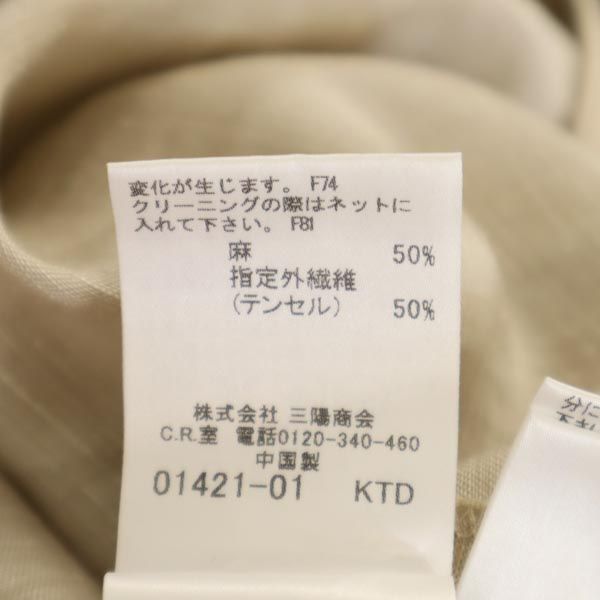 変化が生じます。 F74
クリーニングの際はネットに
入れて下さい。 F81
麻 50%
指定外繊維
(テンセル) 50%
株式会社 三陽商会
C.R.室 電話0120-340-460
中国製
01421-01 KTD
分に